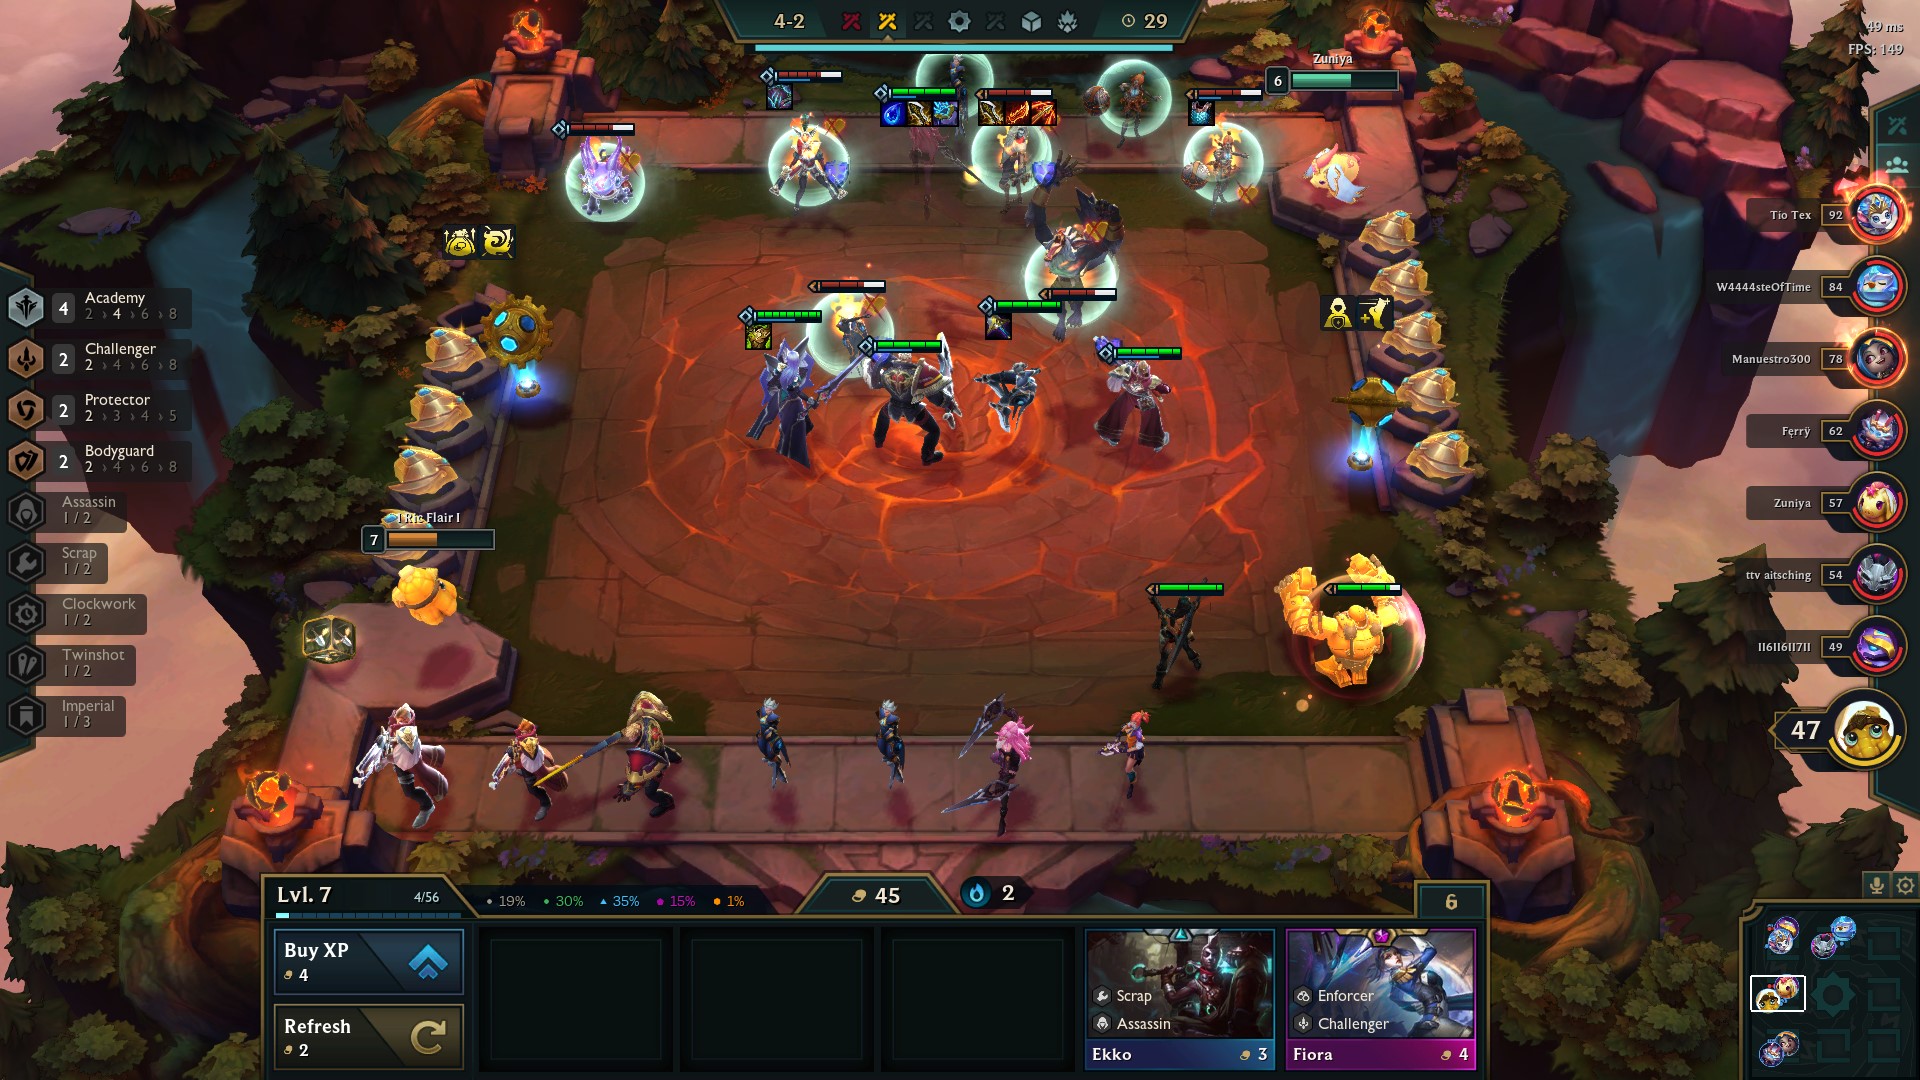 4-2
29
49 ms
FPS: 149
Zuniya
6
Tio Tex
92
W4444steOfTime
84
Manuestro300
78
Ferrÿ
62
Zuniya
57
ttv aitsching
54
49
47
4
Academy
2 › 4 › 6 › 8
2
Challenger
2 › 4 › 6 › 8
2
Protector
2 › 3 › 4 › 5
2
Bodyguard
2 › 4 › 6 › 8
Assassin
1 / 2
Scrap
1 / 2
Clockwork
1 / 2
Twinshot
1 / 2
Imperial
1 / 3
I Ric Flair I
7
Lvl. 7
4/56
19%
30%
35%
15%
1%
45
2
6
Buy XP
4
Refresh
2
Scrap
Assassin
Ekko
3
Enforcer
Challenger
Fiora
4